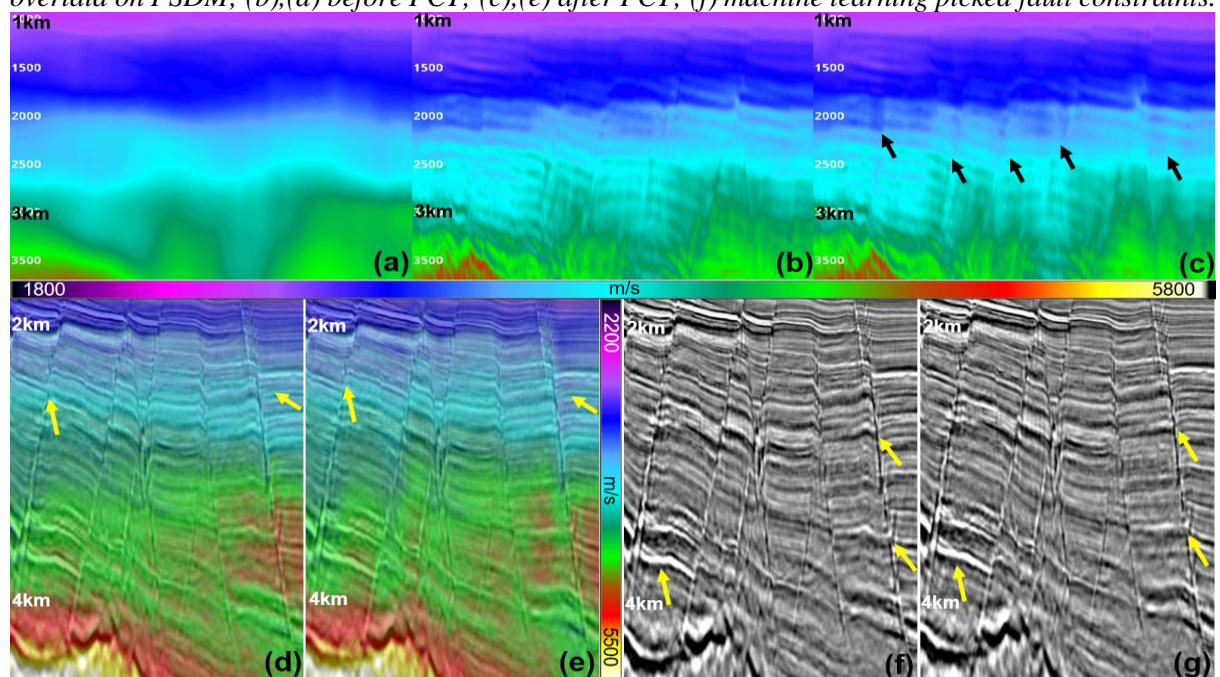 overlaid on PSDM; (b),(d) before FCT; (c),(e) after FCT; (f) machine learning picked fault constraints.
1km 1km 1km
1500 1500 1500
2000 2000 2000
2500 2500 2500
3km 3km 3km
3500 (a) 3500 (b) 3500 (c)
1800 m/s 5800
2km 2km 2200 2km 2km
m/s
4km 4km 4km 4km
(d) (e) 5500 (f) (g)